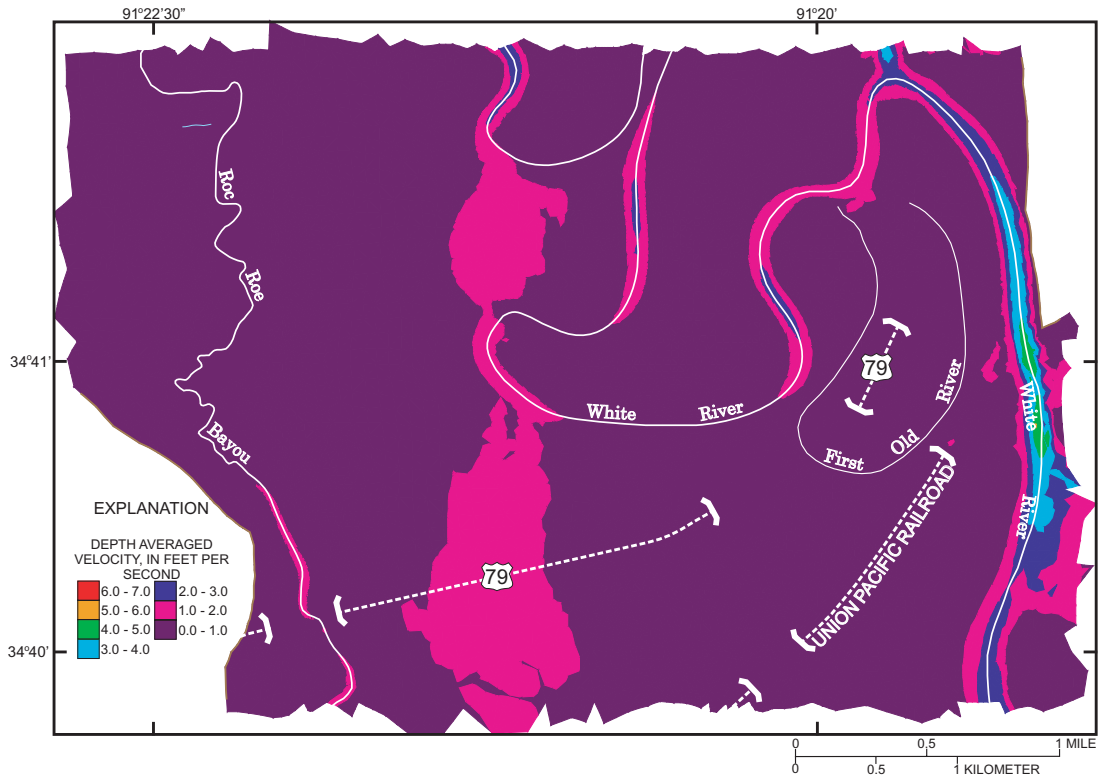 91°22'30"
91°20'
Roc
Roe
34°41'
79
White
River
River
White
Bayou
First
Old
EXPLANATION
River
UNION PACIFIC RAILROAD
DEPTH AVERAGED
VELOCITY, IN FEET PER
SECOND
79
6.0 - 7.0
2.0 - 3.0
5.0 - 6.0
1.0 - 2.0
4.0 - 5.0
0.0 - 1.0
3.0 - 4.0
34°40'
0
0.5
1 MILE
0
0.5
1 KILOMETER